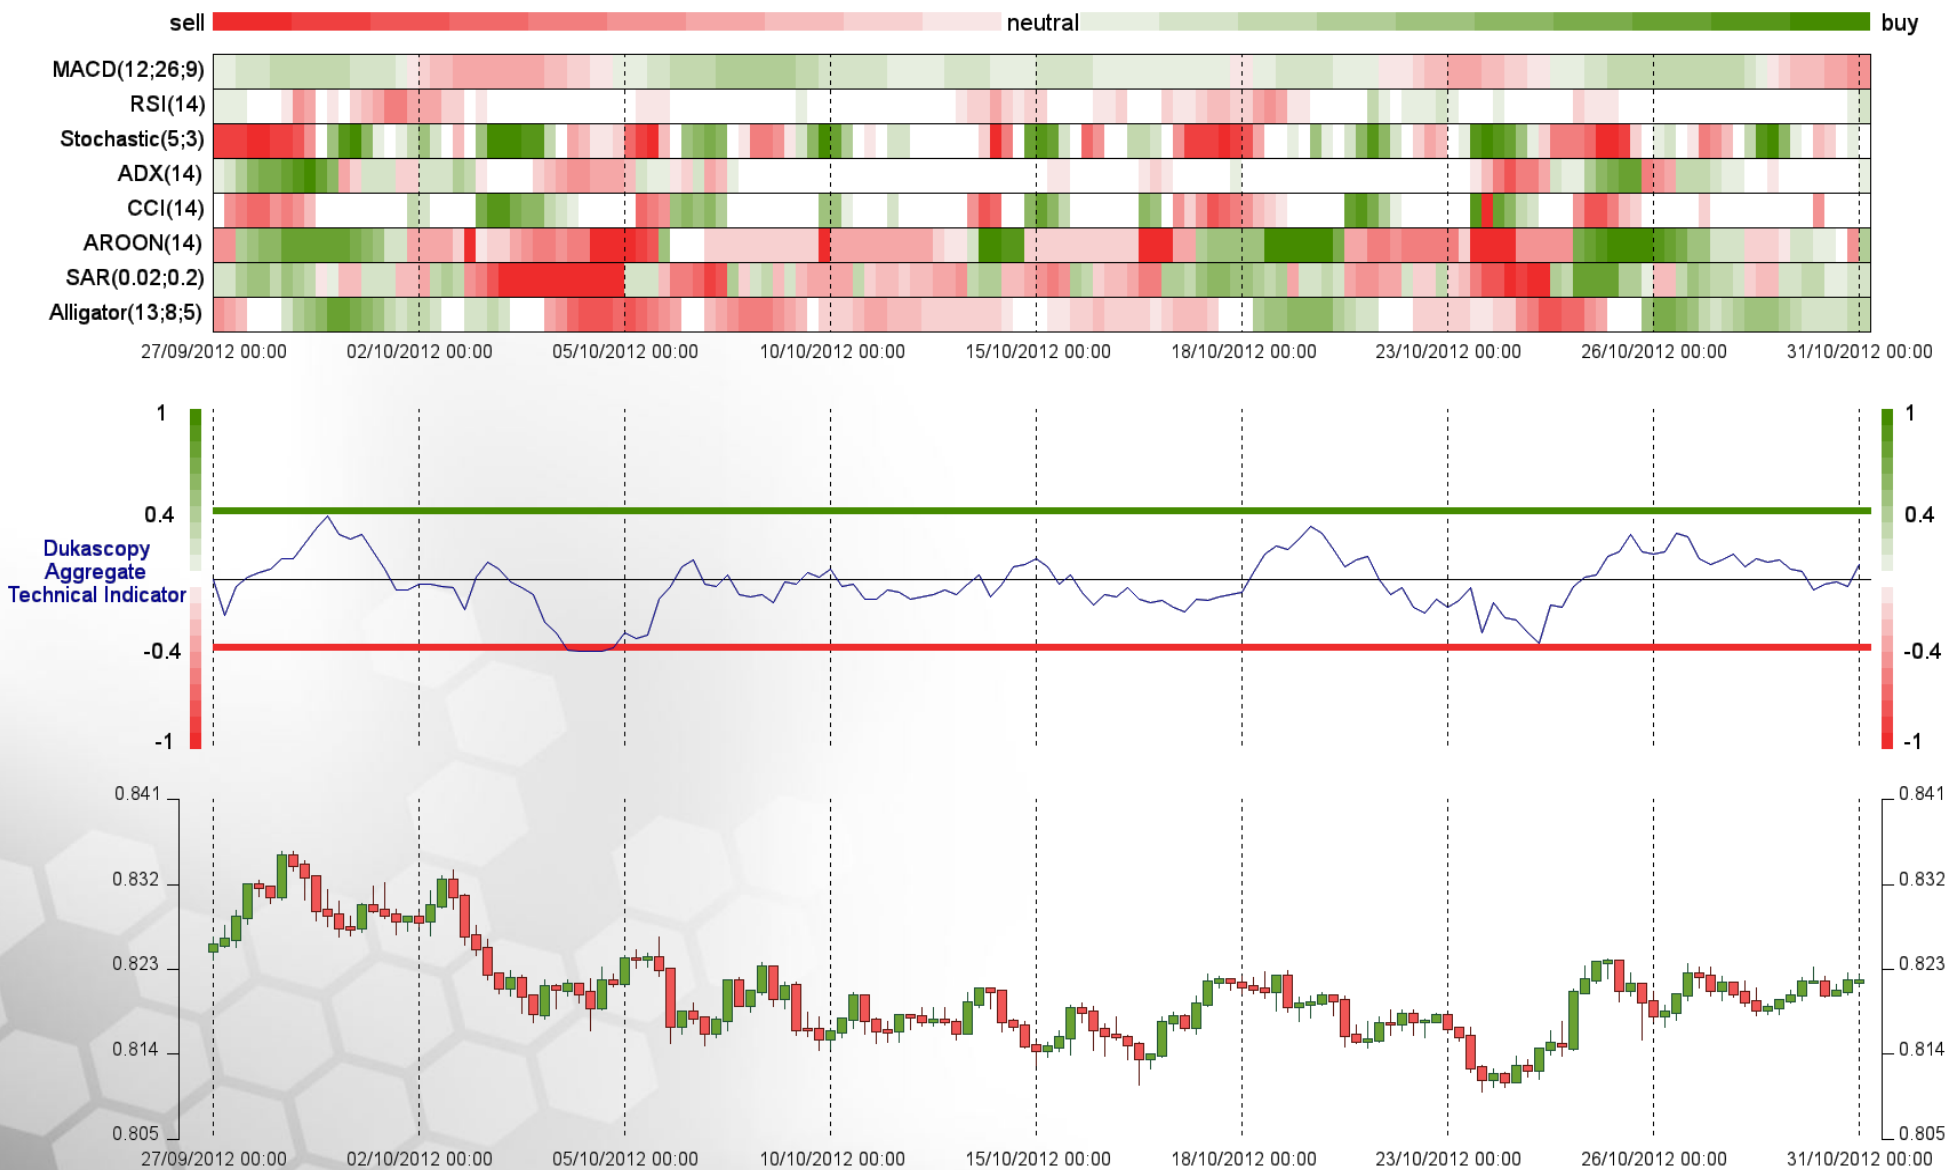 sell neutral buy
MACD(12;26;9)
RSI(14)
Stochastic(5;3)
ADX(14)
CCI(14)
AROON(14)
SAR(0.02;0.2)
Alligator(13;8;5)
27/09/2012 00:00 02/10/2012 00:00 05/10/2012 00:00 10/10/2012 00:00 15/10/2012 00:00 18/10/2012 00:00 23/10/2012 00:00 26/10/2012 00:00 31/10/2012 00:00
1 1
0.4 0.4
Dukascopy
Aggregate
Technical Indicator
-0.4 -0.4
-1 -1
0.841 0.841
0.832 0.832
0.823 0.823
0.814 0.814
0.805 0.805
27/09/2012 00:00 02/10/2012 00:00 05/10/2012 00:00 10/10/2012 00:00 15/10/2012 00:00 18/10/2012 00:00 23/10/2012 00:00 26/10/2012 00:00 31/10/2012 00:00